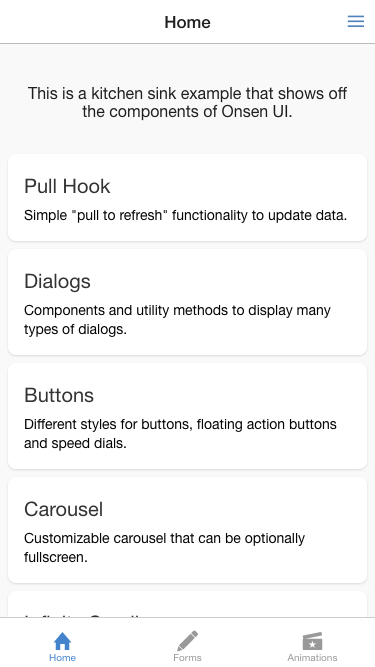 Home
This is a kitchen sink example that shows off
the components of Onsen UI.
Pull Hook
Simple "pull to refresh" functionality to update data.
Dialogs
Components and utility methods to display many
types of dialogs.
Buttons
Different styles for buttons, floating action buttons
and speed dials.
Carousel
Customizable carousel that can be optionally
fullscreen.
Home
Forms
Animations